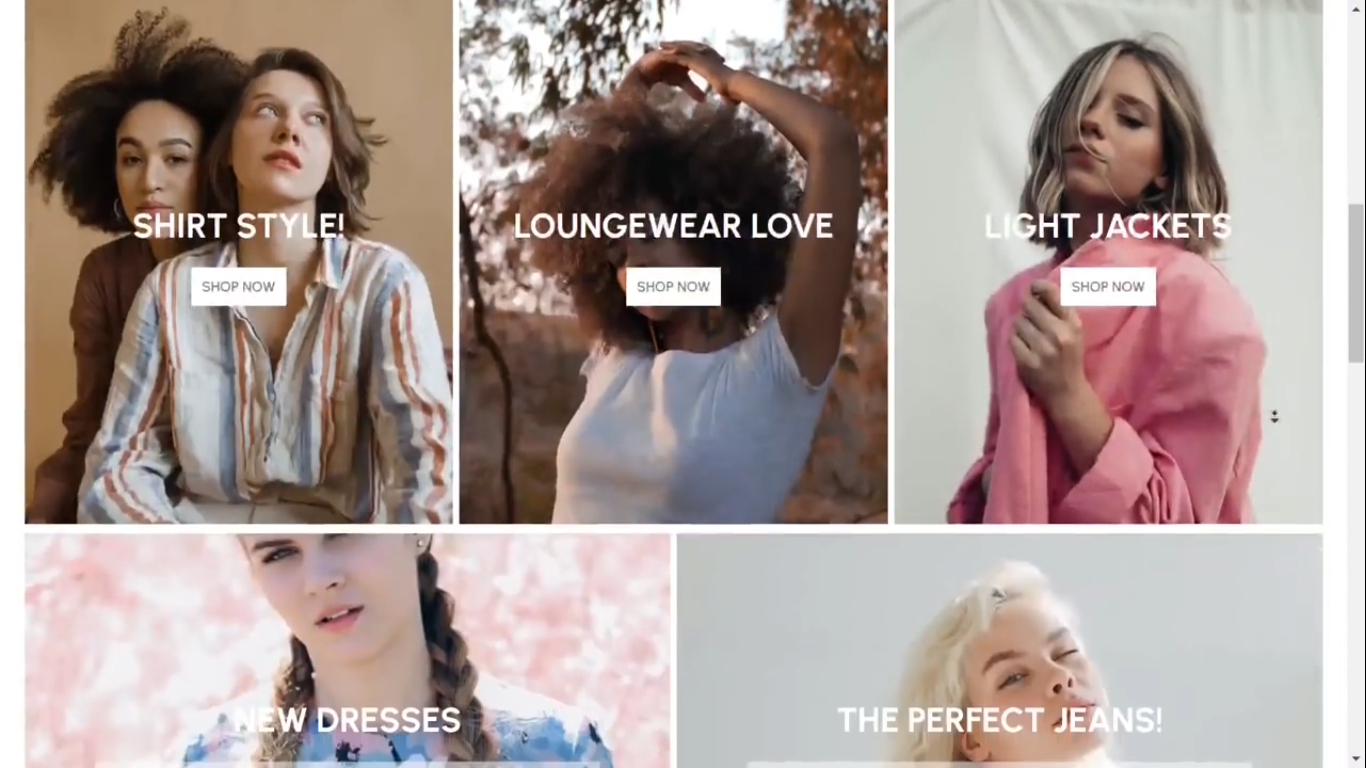 SHIRT STYLE!
SHOP NOW
LOUNGEWEAR LOVE
SHOP NOW
LIGHT JACKETS
SHOP NOW
NEW DRESSES
THE PERFECT JEANS!